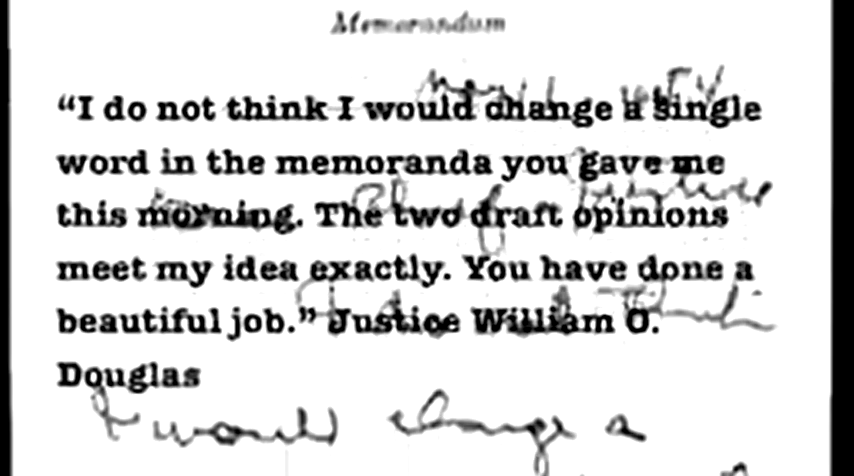 Memorandum
“I do not think I would change a single
word in the memoranda you gave me
this morning. The two draft opinions
meet my idea exactly. You have done a
beautiful job.” Justice William O.
Douglas
I would change a